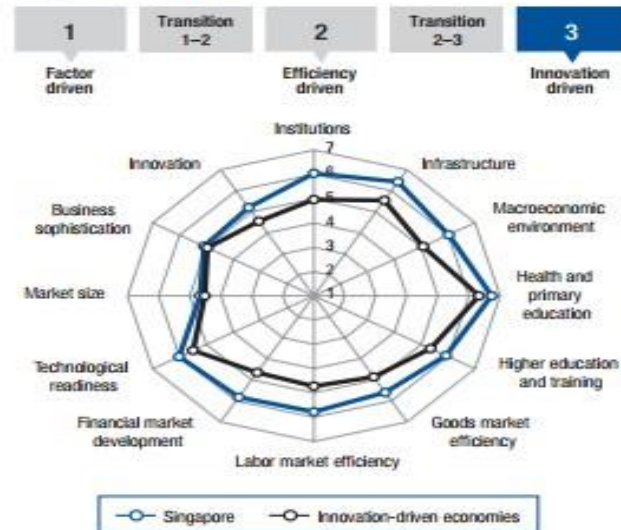 1
Transition
1–2
2
Transition
2–3
3
Factor
driven
Efficiency
driven
Innovation
driven
Institutions
7
6
5
4
3
2
1
Innovation
Infrastructure
Business
sophistication
Macroeconomic
environment
Market size
Health and
primary
education
Technological
readiness
Higher education
and training
Financial market
development
Goods market
efficiency
Labor market efficiency
Singapore
Innovation-driven economies